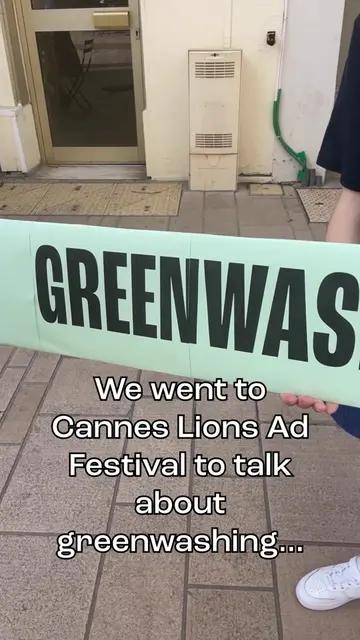 GREENWAS
We went to
Cannes Lions Ad
Festival to talk
about
greenwashing...